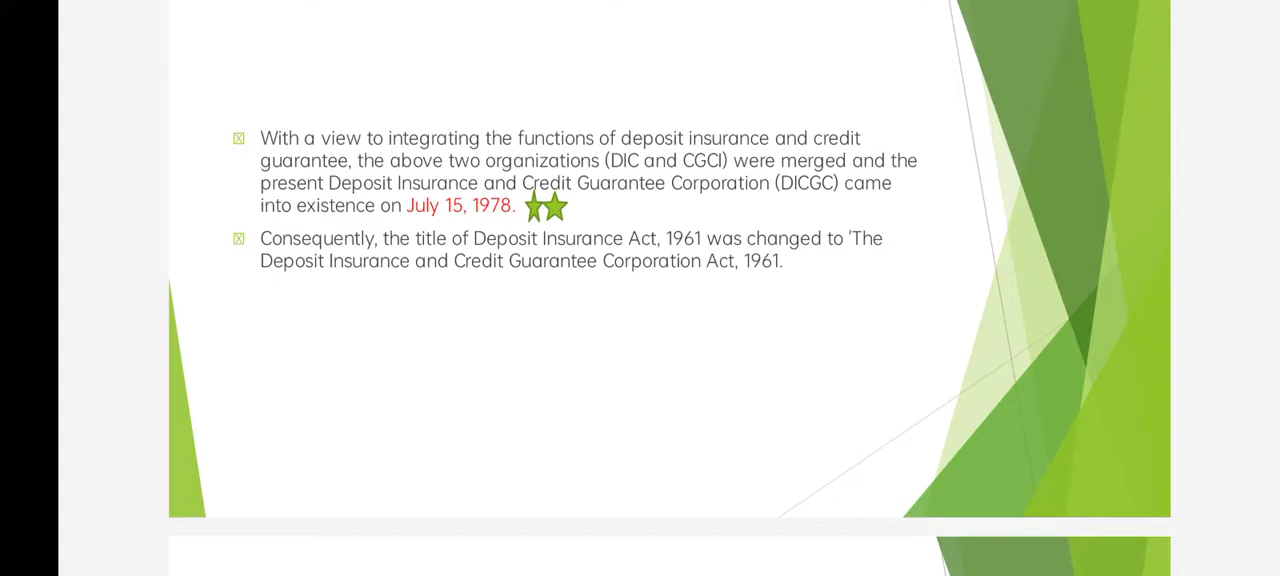 With a view to integrating the functions of deposit insurance and credit
guarantee, the above two organizations (DIC and CGCI) were merged and the
present Deposit Insurance and Credit Guarantee Corporation (DICGC) came
into existence on July 15, 1978.
Consequently, the title of Deposit Insurance Act, 1961 was changed to 'The
Deposit Insurance and Credit Guarantee Corporation Act, 1961.